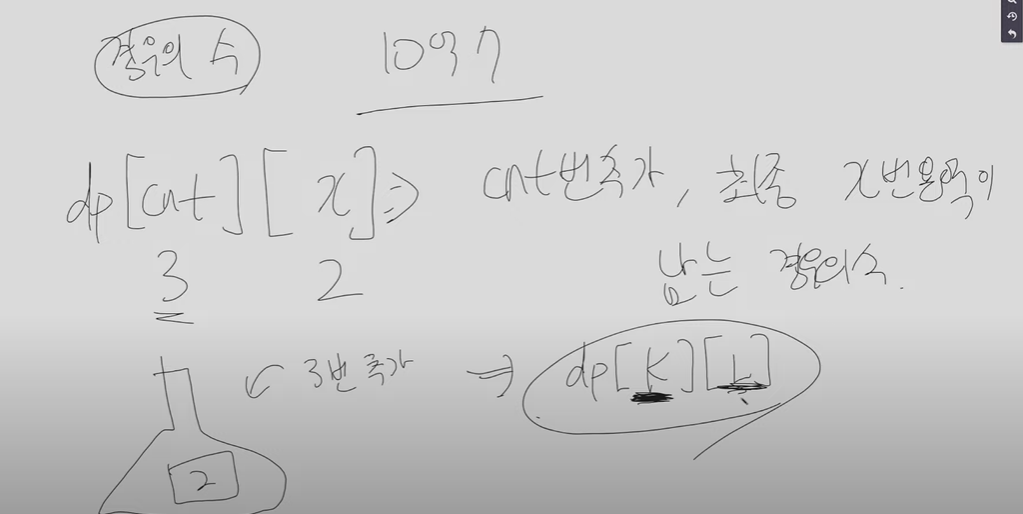 경우의 수 10억 7
dp[cnt][x] ⇒ cnt번 추가, 최종 x번 용액이
3 2 남는 경우의 수.
↙ 3번 추가 ⇒ dp[k][L]
2